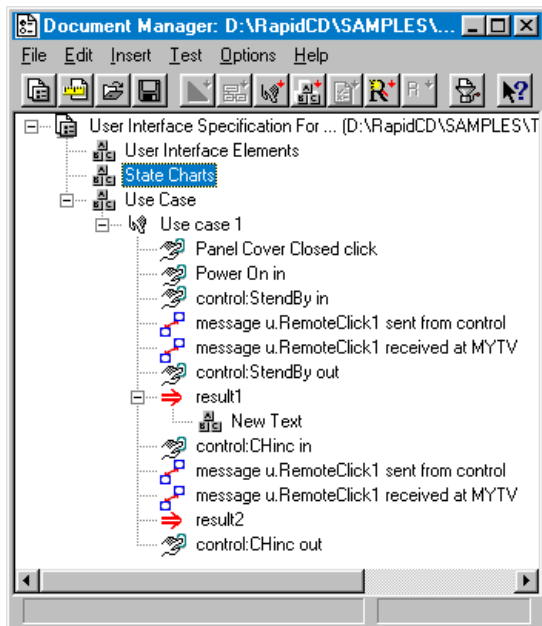 Document Manager: D:\RapidCD\SAMPLES\...
File Edit Insert Test Options Help
User Interface Specification For ... (D:\RapidCD\SAMPLES\T
User Interface Elements
State Charts
Use Case
Use case 1
Panel Cover Closed click
Power On in
control:StendBy in
message u.RemoteClick1 sent from control
message u.RemoteClick1 received at MYTV
control:StendBy out
result1
New Text
control:CHinc in
message u.RemoteClick1 sent from control
message u.RemoteClick1 received at MYTV
result2
control:CHinc out